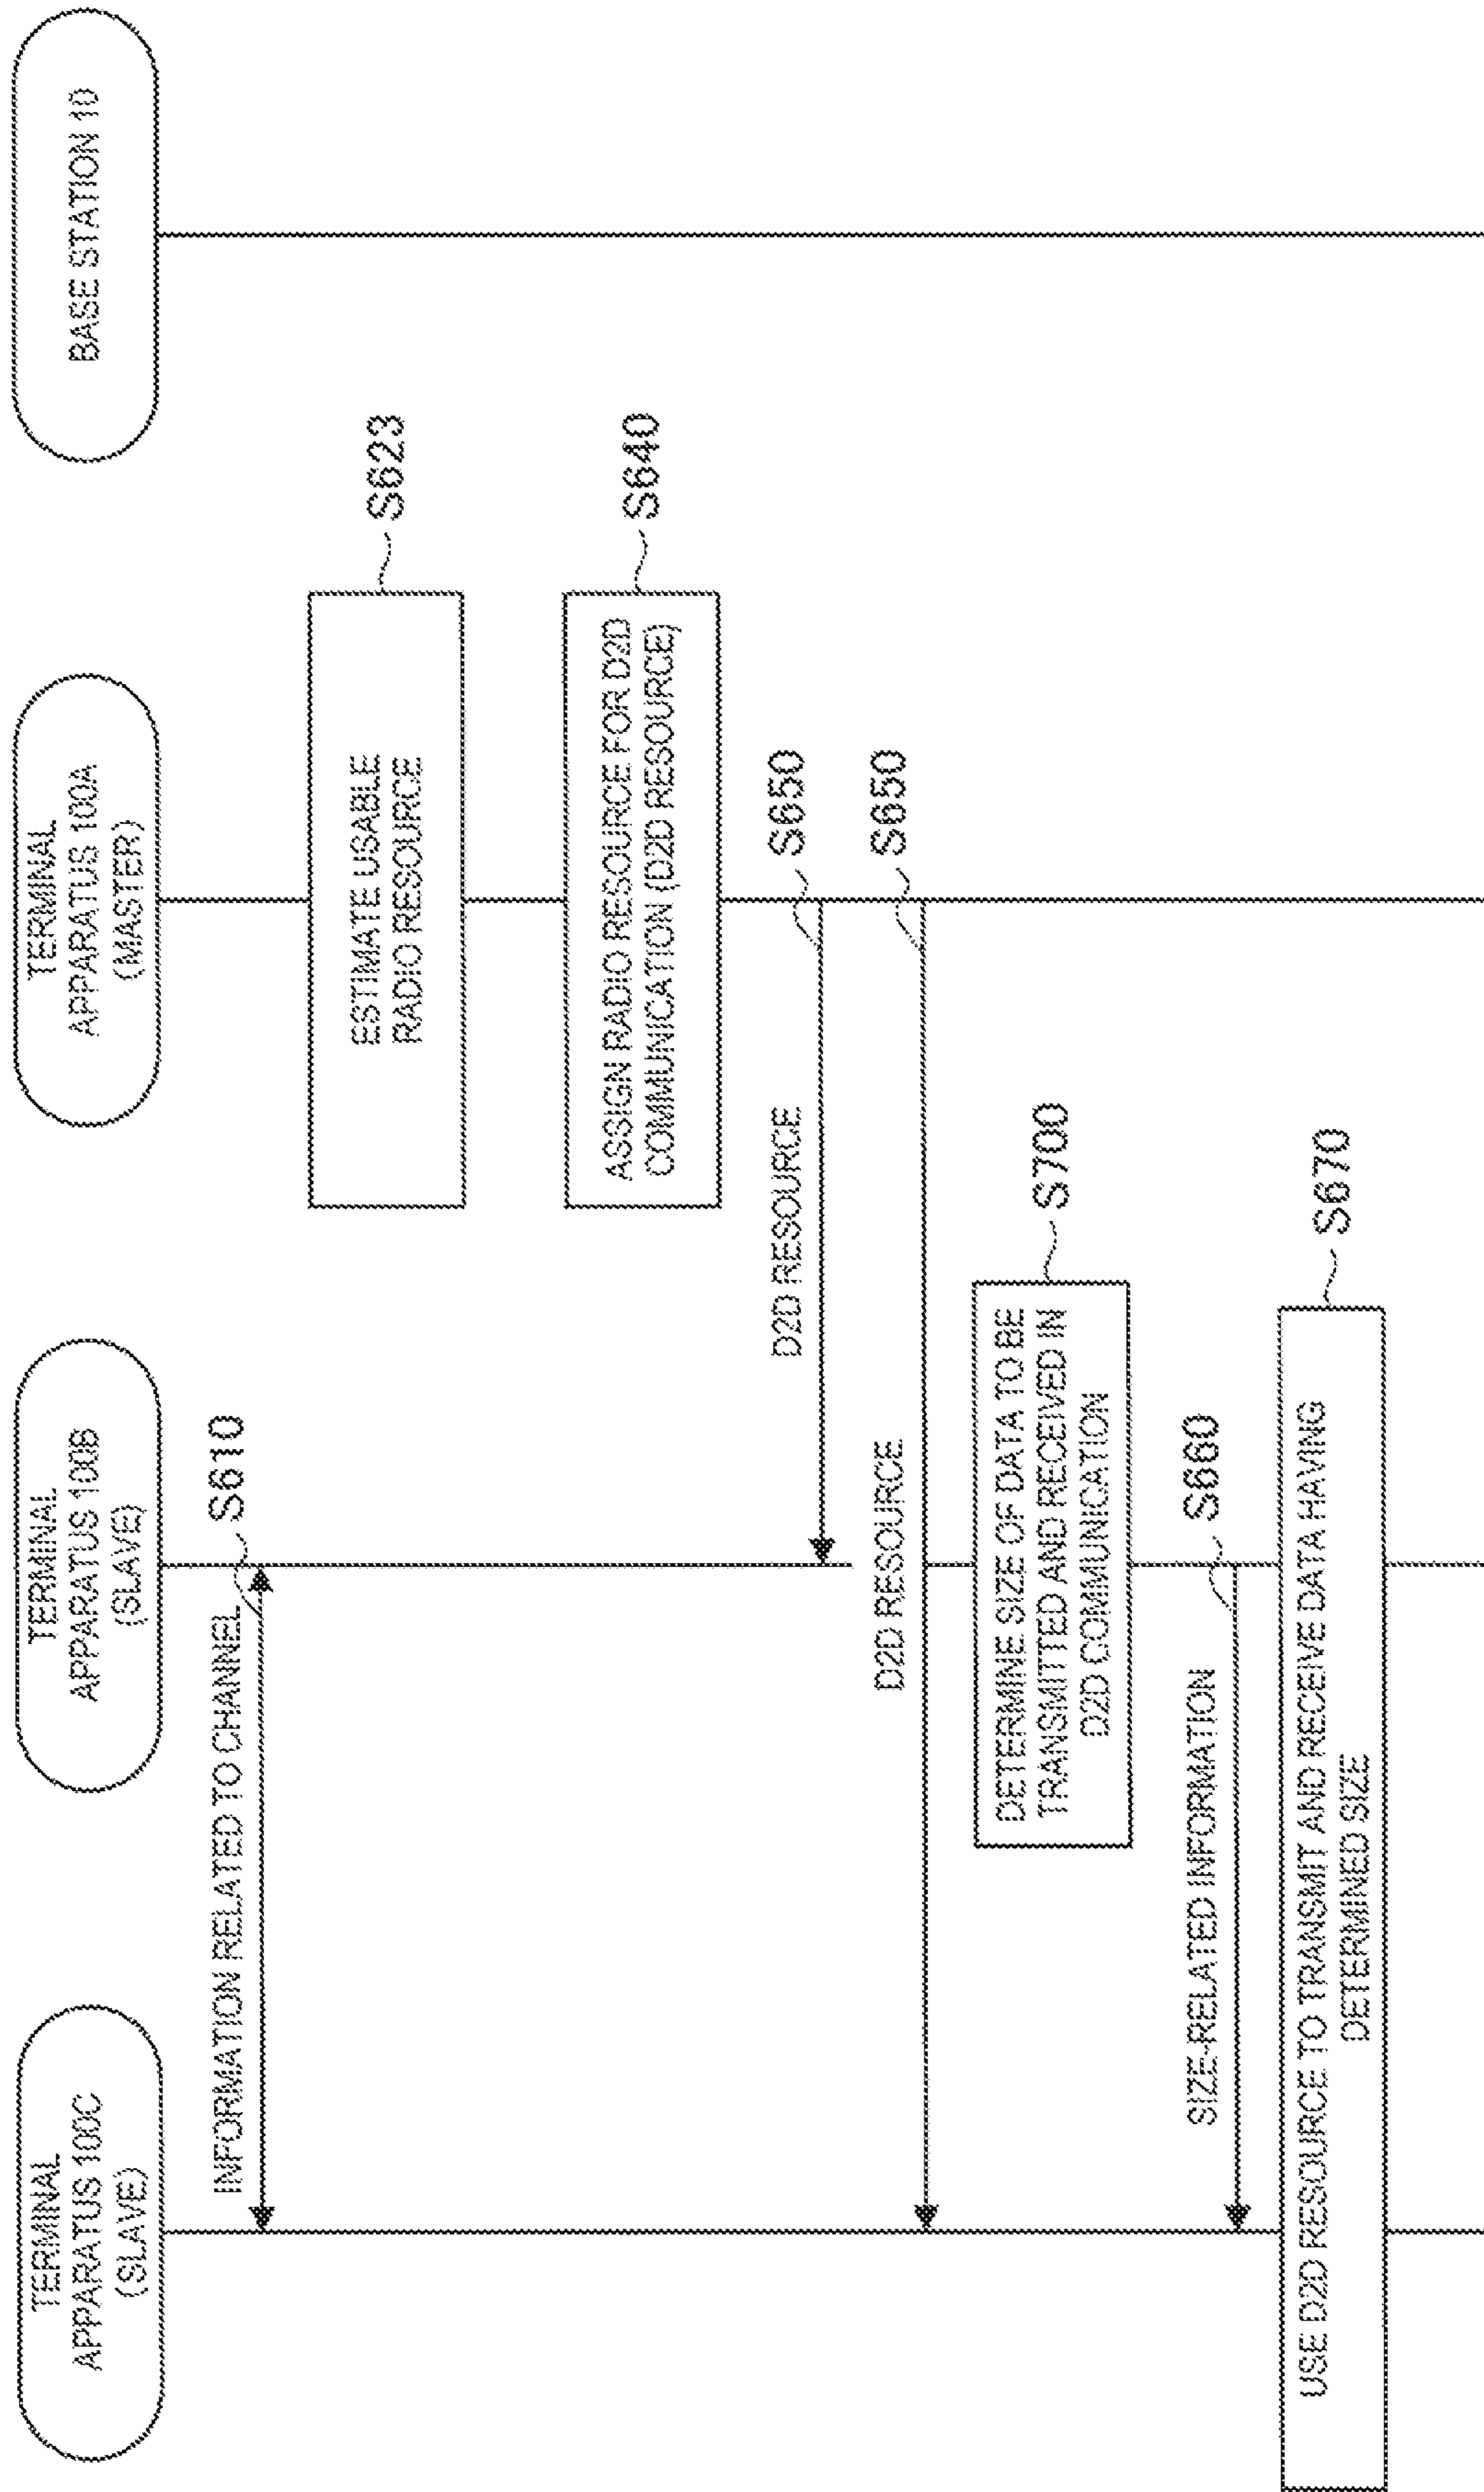 TERMINAL
APPARATUS 100C
(SLAVE)
TERMINAL
APPARATUS 100B
(SLAVE)
TERMINAL
APPARATUS 100A
(MASTER)
BASE STATION 10
INFORMATION RELATED TO CHANNEL
S610
ESTIMATE USABLE
RADIO RESOURCE
S623
ASSIGN RADIO RESOURCE FOR D2D
COMMUNICATION (D2D RESOURCE)
S640
D2D RESOURCE
S650
D2D RESOURCE
S650
DETERMINE SIZE OF DATA TO BE
TRANSMITTED AND RECEIVED IN
D2D COMMUNICATION
S700
SIZE-RELATED INFORMATION
S660
USE D2D RESOURCE TO TRANSMIT AND RECEIVE DATA HAVING
DETERMINED SIZE
S670